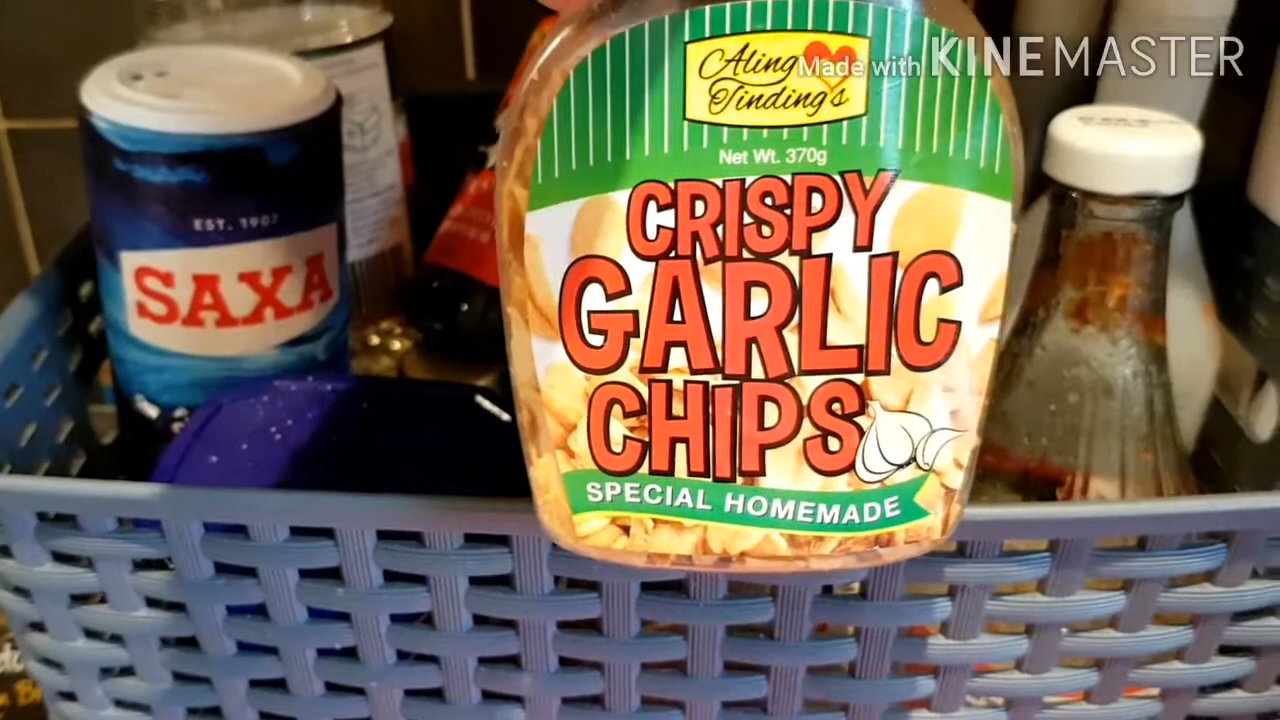 Made with KINEMASTER
Aling
Tinding's
Net Wt. 370g
CRISPY
GARLIC
CHIPS
SPECIAL HOMEMADE
EST. 1907
SAXA